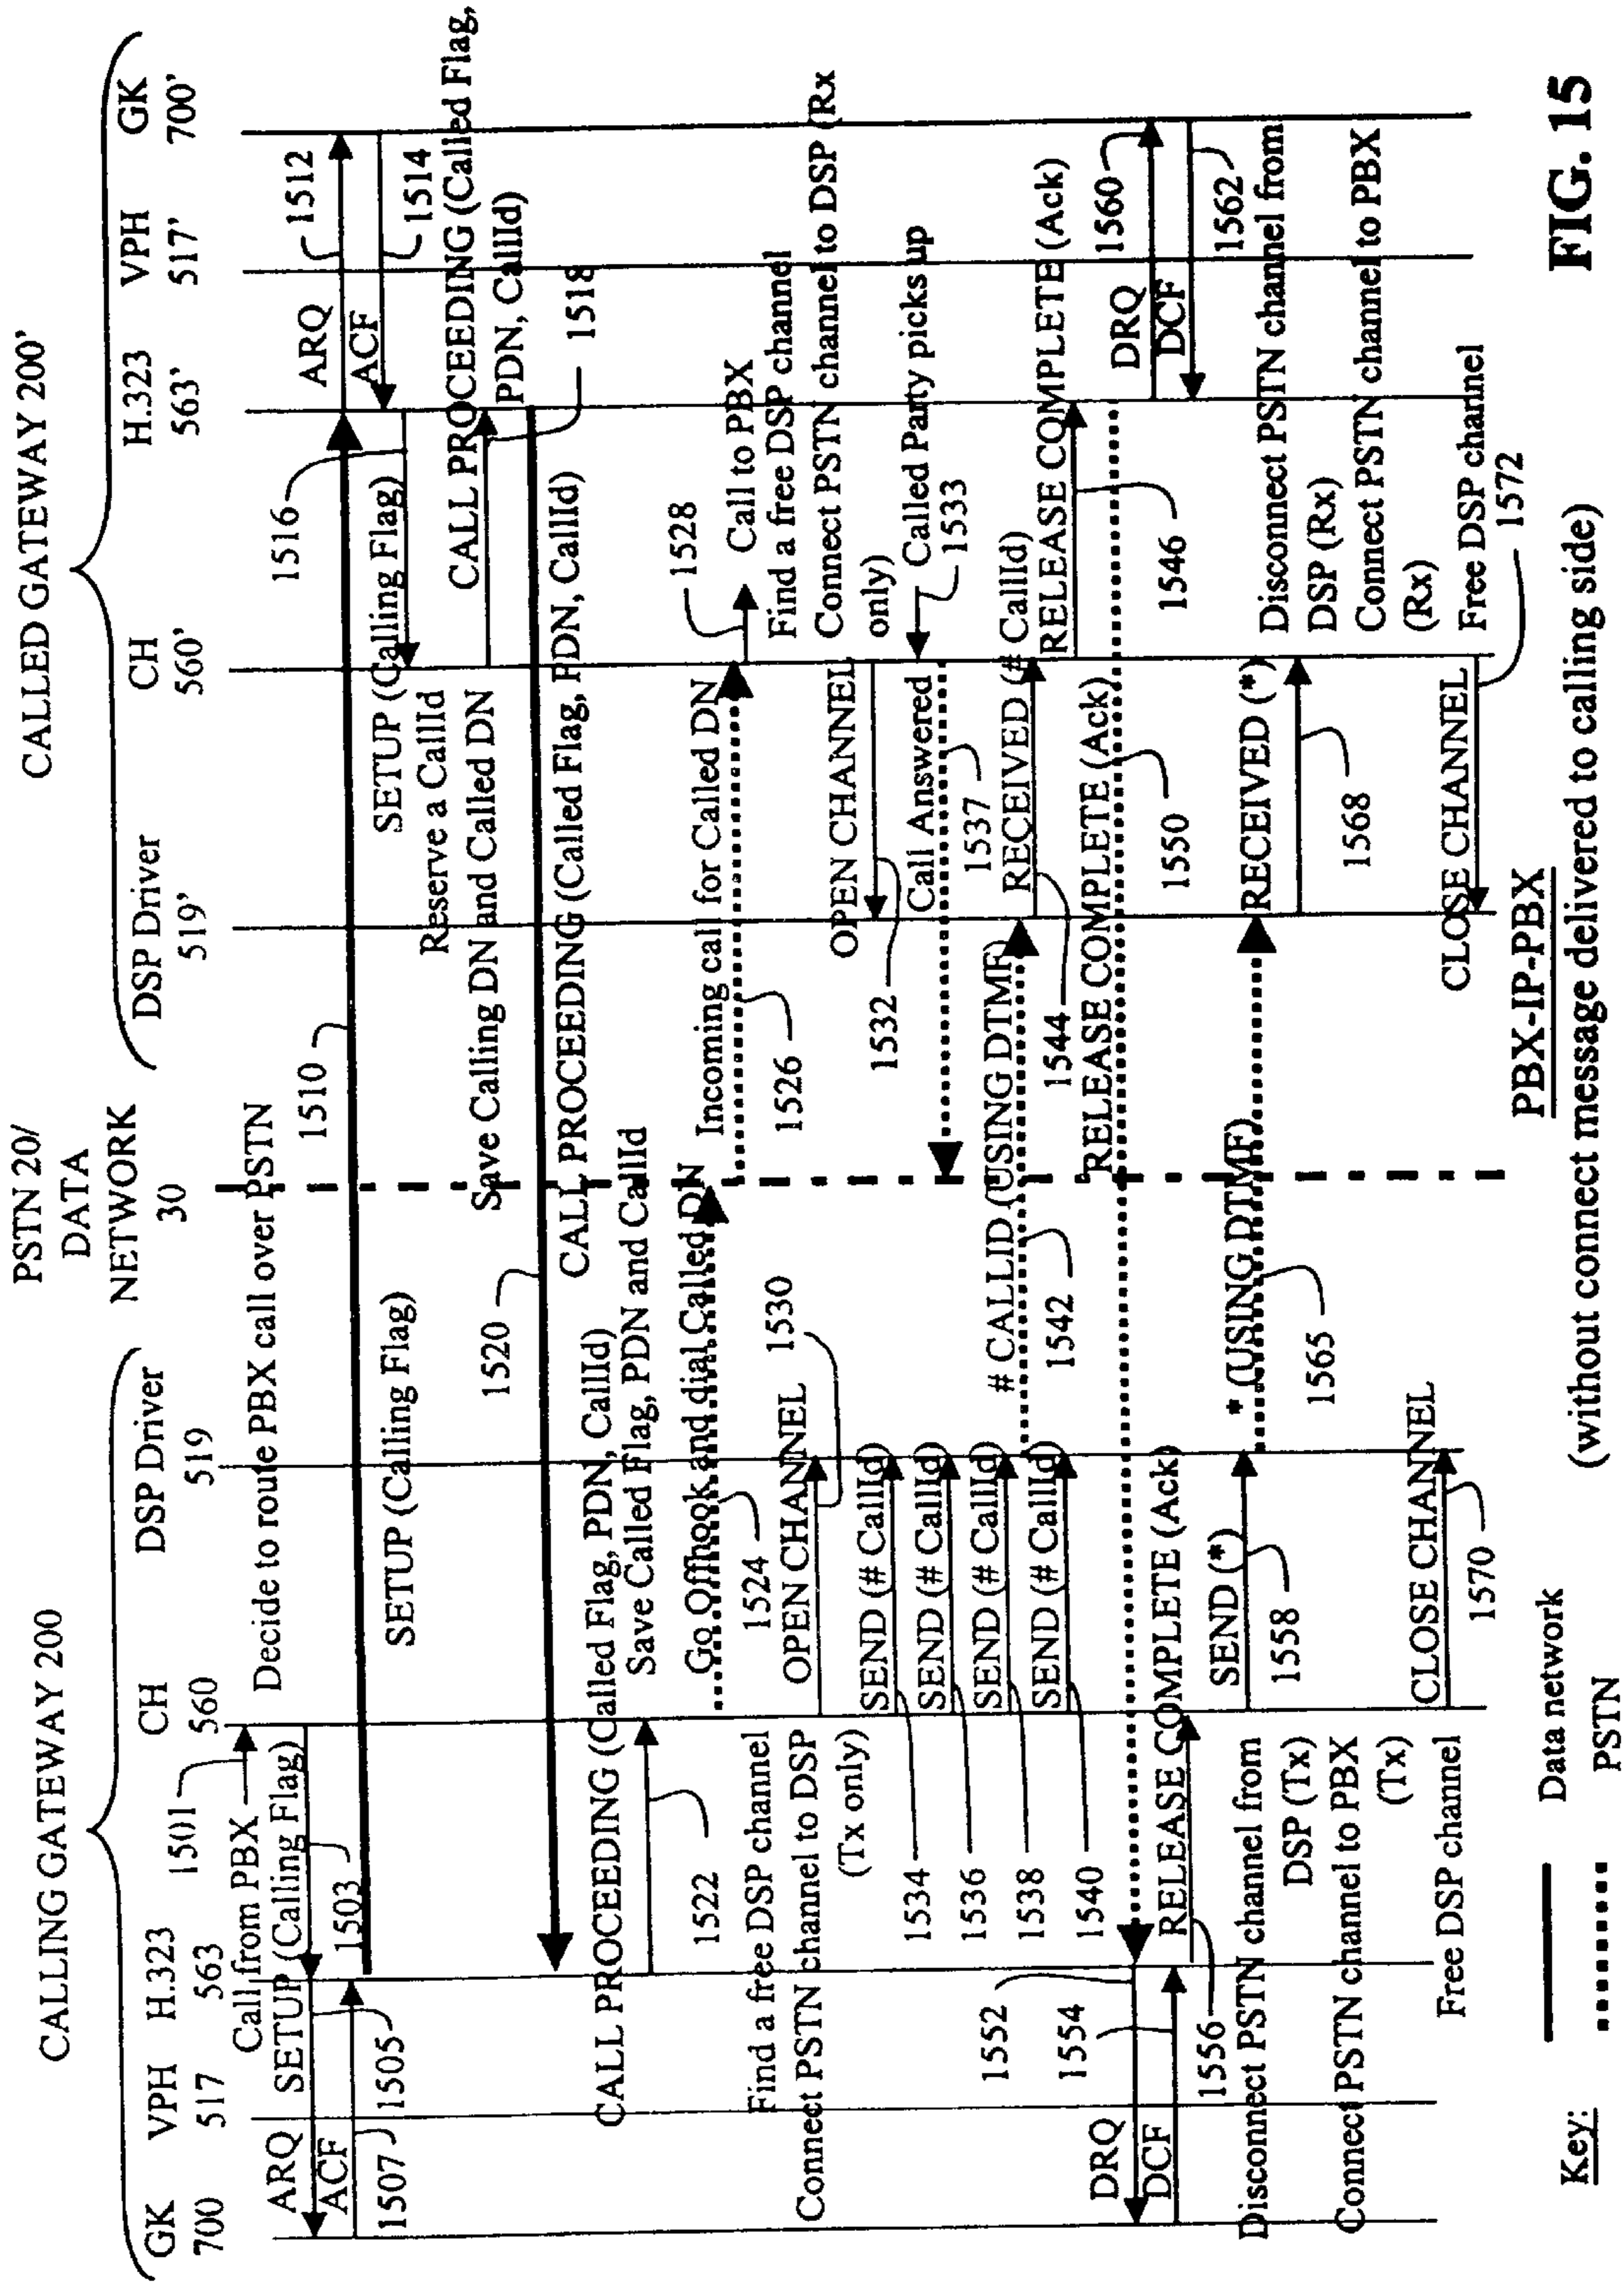 CALLING GATEWAY 200
PSTN 20/
DATA
NETWORK
30
CALLED GATEWAY 200'
GK
700
VPH
517
H.323
563
CH
560
DSP Driver
519
DSP Driver
519'
CH
560'
H.323
563'
VPH
517'
GK
700'
Call from PBX
1501
Decide to route PBX call over PSTN
SETUP (Calling Flag)
1503
ARQ
1505
ACF
1507
SETUP (Calling Flag)
1510
ARQ
1512
ACF
1514
1516
SETUP (Calling Flag)
Reserve a CallId
Save Calling DN and Called DN
CALL PROCEEDING (Called Flag,
PDN, CallId)
1518
1520
CALL PROCEEDING (Called Flag, PDN, CallId)
CALL PROCEEDING (Called Flag, PDN, CallId)
1522
Save Called Flag, PDN and CallId
Go Offhook and dial Called DN
1524
Incoming call for Called DN
1526
1528
Call to PBX
Find a free DSP channel
Connect PSTN channel to DSP (Rx
only)
Find a free DSP channel
Connect PSTN channel to DSP
(Tx only)
OPEN CHANNEL
1530
OPEN CHANNEL
1532
Called Party picks up
1533
Call Answered
1537
SEND (# CallId)
1534
SEND (# CallId)
1536
SEND (# CallId)
1538
SEND (# CallId)
1540
# CALLID (USING DTMF)
1542
RECEIVED (# CallId)
1544
RELEASE COMPLETE (Ack)
1546
RELEASE COMPLETE (Ack)
1550
DRQ
1552
DCF
1554
RELEASE COMPLETE (Ack)
1556
DRQ
1560
DCF
1562
Disconnect PSTN channel from
DSP (Tx)
Connect PSTN channel to PBX
(Tx)
Free DSP channel
SEND (*)
1558
* (USING DTMF)
1565
RECEIVED (*)
1568
Disconnect PSTN channel from
DSP (Rx)
Connect PSTN channel to PBX
(Rx)
Free DSP channel
CLOSE CHANNEL
1570
CLOSE CHANNEL
1572
Key:
Data network
PSTN
PBX-IP-PBX
(without connect message delivered to calling side)
FIG. 15